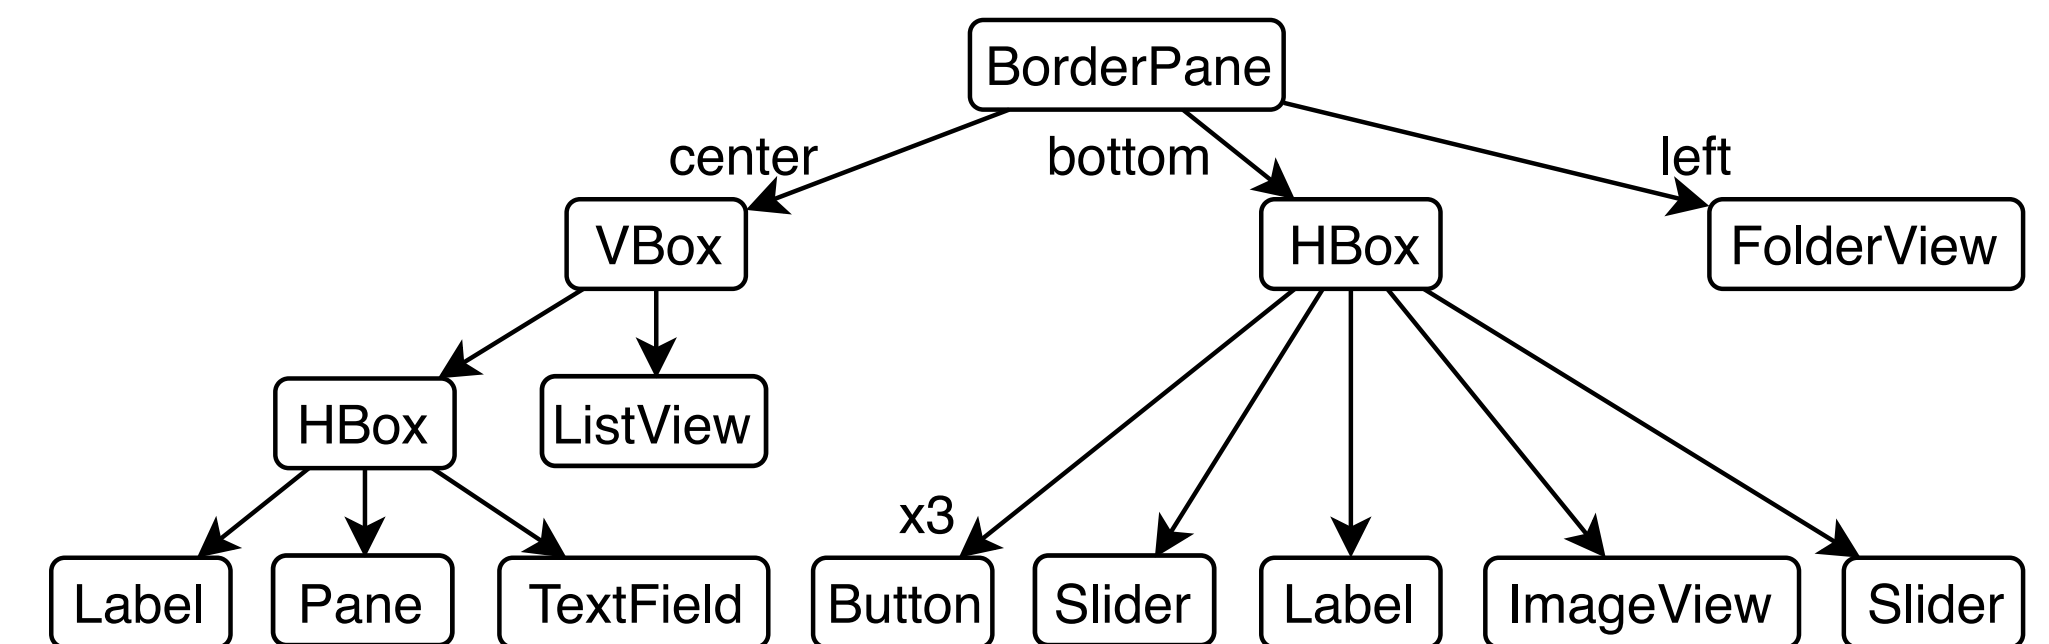 BorderPane
center
bottom
left
VBox
HBox
FolderView
HBox
ListView
x3
Label
Pane
TextField
Button
Slider
Label
ImageView
Slider